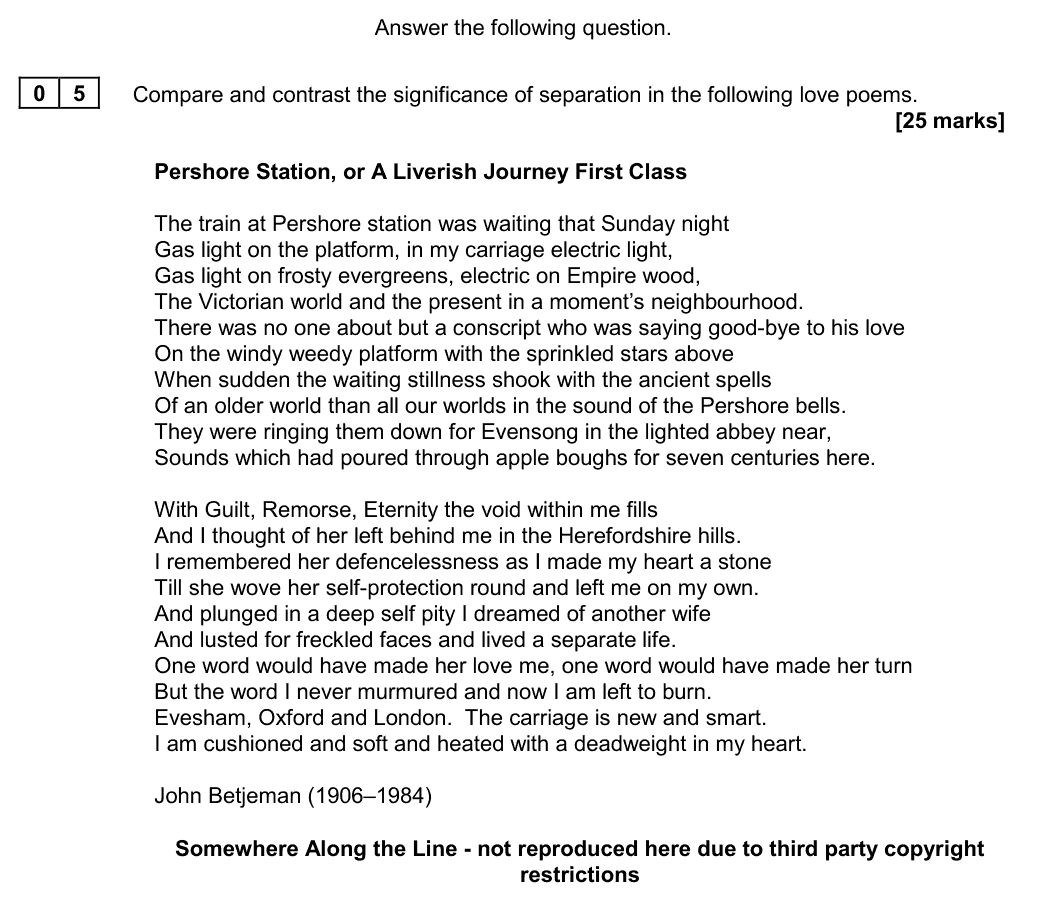 Answer the following question.
0 5 Compare and contrast the significance of separation in the following love poems.
[25 marks]
Pershore Station, or A Liverish Journey First Class
The train at Pershore station was waiting that Sunday night
Gas light on the platform, in my carriage electric light,
Gas light on frosty evergreens, electric on Empire wood,
The Victorian world and the present in a moment's neighbourhood.
There was no one about but a conscript who was saying good-bye to his love
On the windy weedy platform with the sprinkled stars above
When sudden the waiting stillness shook with the ancient spells
Of an older world than all our worlds in the sound of the Pershore bells.
They were ringing them down for Evensong in the lighted abbey near,
Sounds which had poured through apple boughs for seven centuries here.
With Guilt, Remorse, Eternity the void within me fills
And I thought of her left behind me in the Herefordshire hills.
I remembered her defencelessness as I made my heart a stone
Till she wove her self-protection round and left me on my own.
And plunged in a deep self pity I dreamed of another wife
And lusted for freckled faces and lived a separate life.
One word would have made her love me, one word would have made her turn
But the word I never murmured and now I am left to burn.
Evesham, Oxford and London. The carriage is new and smart.
I am cushioned and soft and heated with a deadweight in my heart.
John Betjeman (1906–1984)
Somewhere Along the Line - not reproduced here due to third party copyright
restrictions